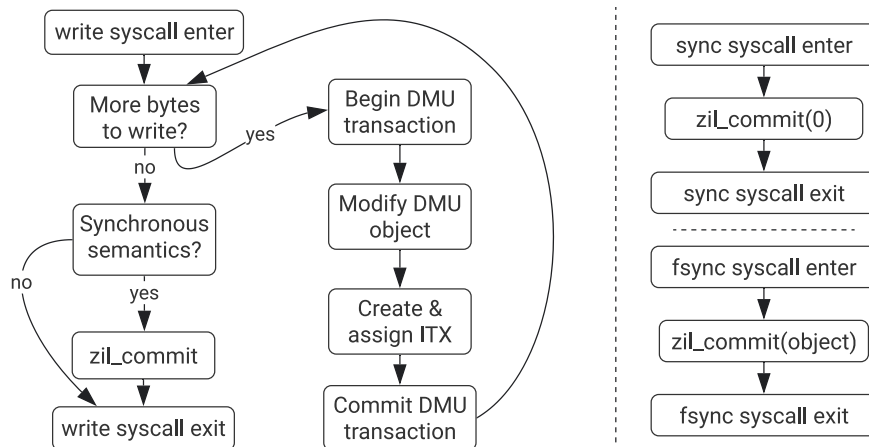 write syscall enter
More bytes
to write?
yes
no
Synchronous
semantics?
no
yes
zil_commit
write syscall exit
Begin DMU
transaction
Modify DMU
object
Create &
assign ITX
Commit DMU
transaction
sync syscall enter
zil_commit(0)
sync syscall exit
fsync syscall enter
zil_commit(object)
fsync syscall exit